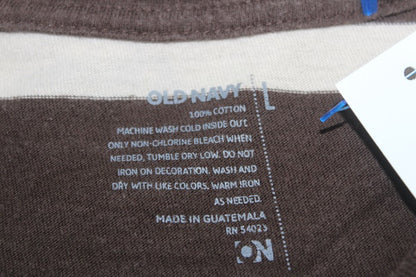 OLD NAVY
L
100% COTTON
MACHINE WASH COLD INSIDE OUT
ONLY NON-CHLORINE BLEACH WHEN
NEEDED, TUMBLE DRY LOW. DO NOT
IRON ON DECORATION. WASH AND
DRY WITH LIKE COLORS, WARM IRON
AS NEEDED.
MADE IN GUATEMALA
RN 54023
ON